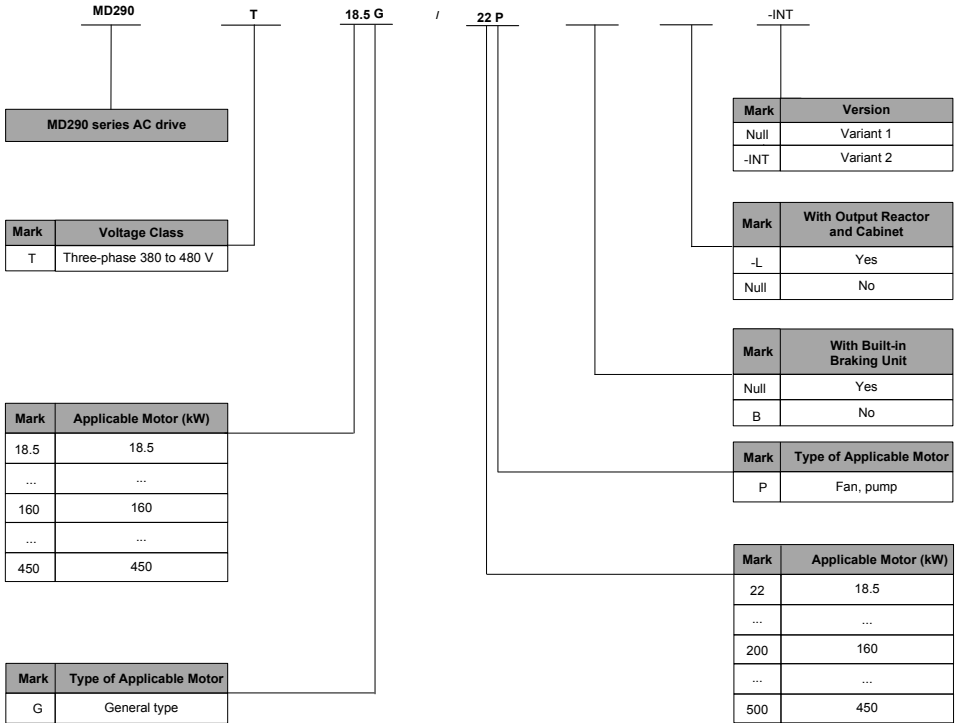 MD290 T 18.5 G / 22 P -INT
MD290 series AC drive
Mark Voltage Class
T Three-phase 380 to 480 V
Mark Applicable Motor (kW)
18.5 18.5
... ...
160 160
... ...
450 450
Mark Type of Applicable Motor
G General type
Mark Version
Null Variant 1
-INT Variant 2
Mark With Output Reactor
and Cabinet
-L Yes
Null No
Mark With Built-in
Braking Unit
Null Yes
B No
Mark Type of Applicable Motor
P Fan, pump
Mark Applicable Motor (kW)
22 18.5
... ...
200 160
... ...
500 450